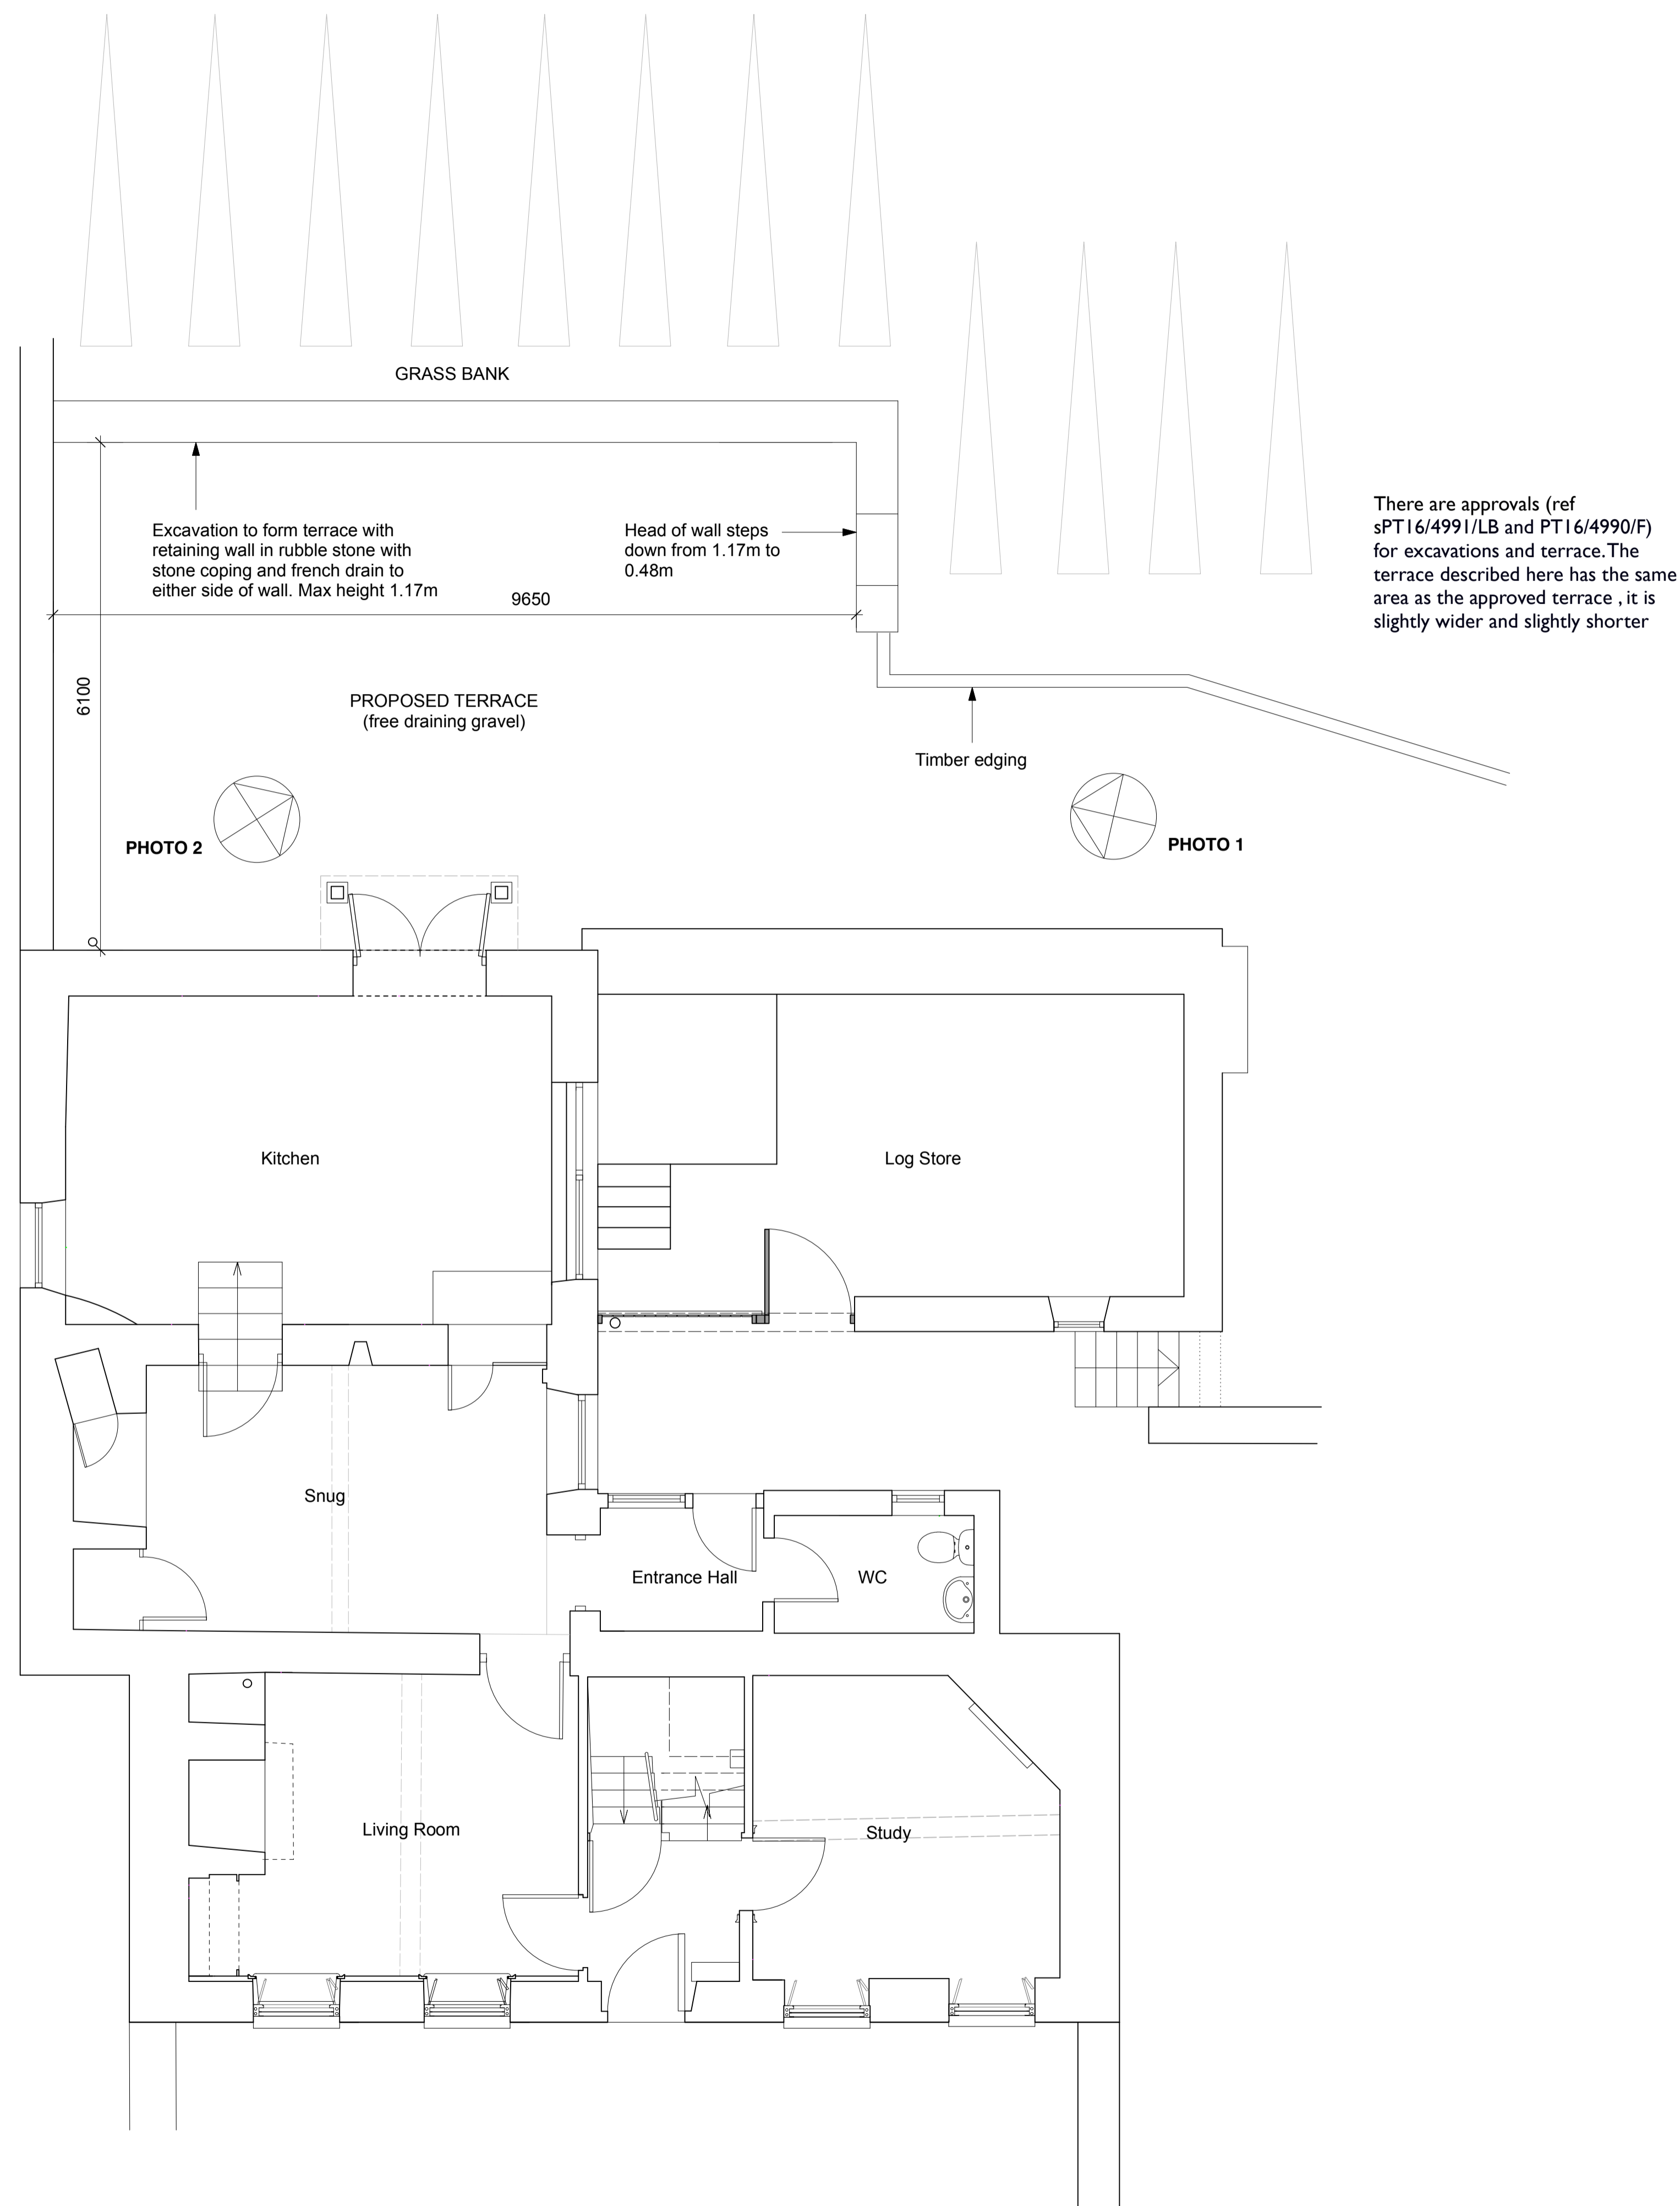 GRASS BANK
Excavation to form terrace with
retaining wall in rubble stone with
stone coping and french drain to
either side of wall. Max height 1.17m
Head of wall steps
down from 1.17m to
0.48m
There are approvals (ref
sPT16/4991/LB and PT16/4990/F)
for excavations and terrace.The
terrace described here has the same
area as the approved terrace , it is
slightly wider and slightly shorter
9650
6100
PROPOSED TERRACE
(free draining gravel)
Timber edging
PHOTO 2
PHOTO 1
Kitchen
Log Store
Snug
Entrance Hall
WC
Living Room
Study